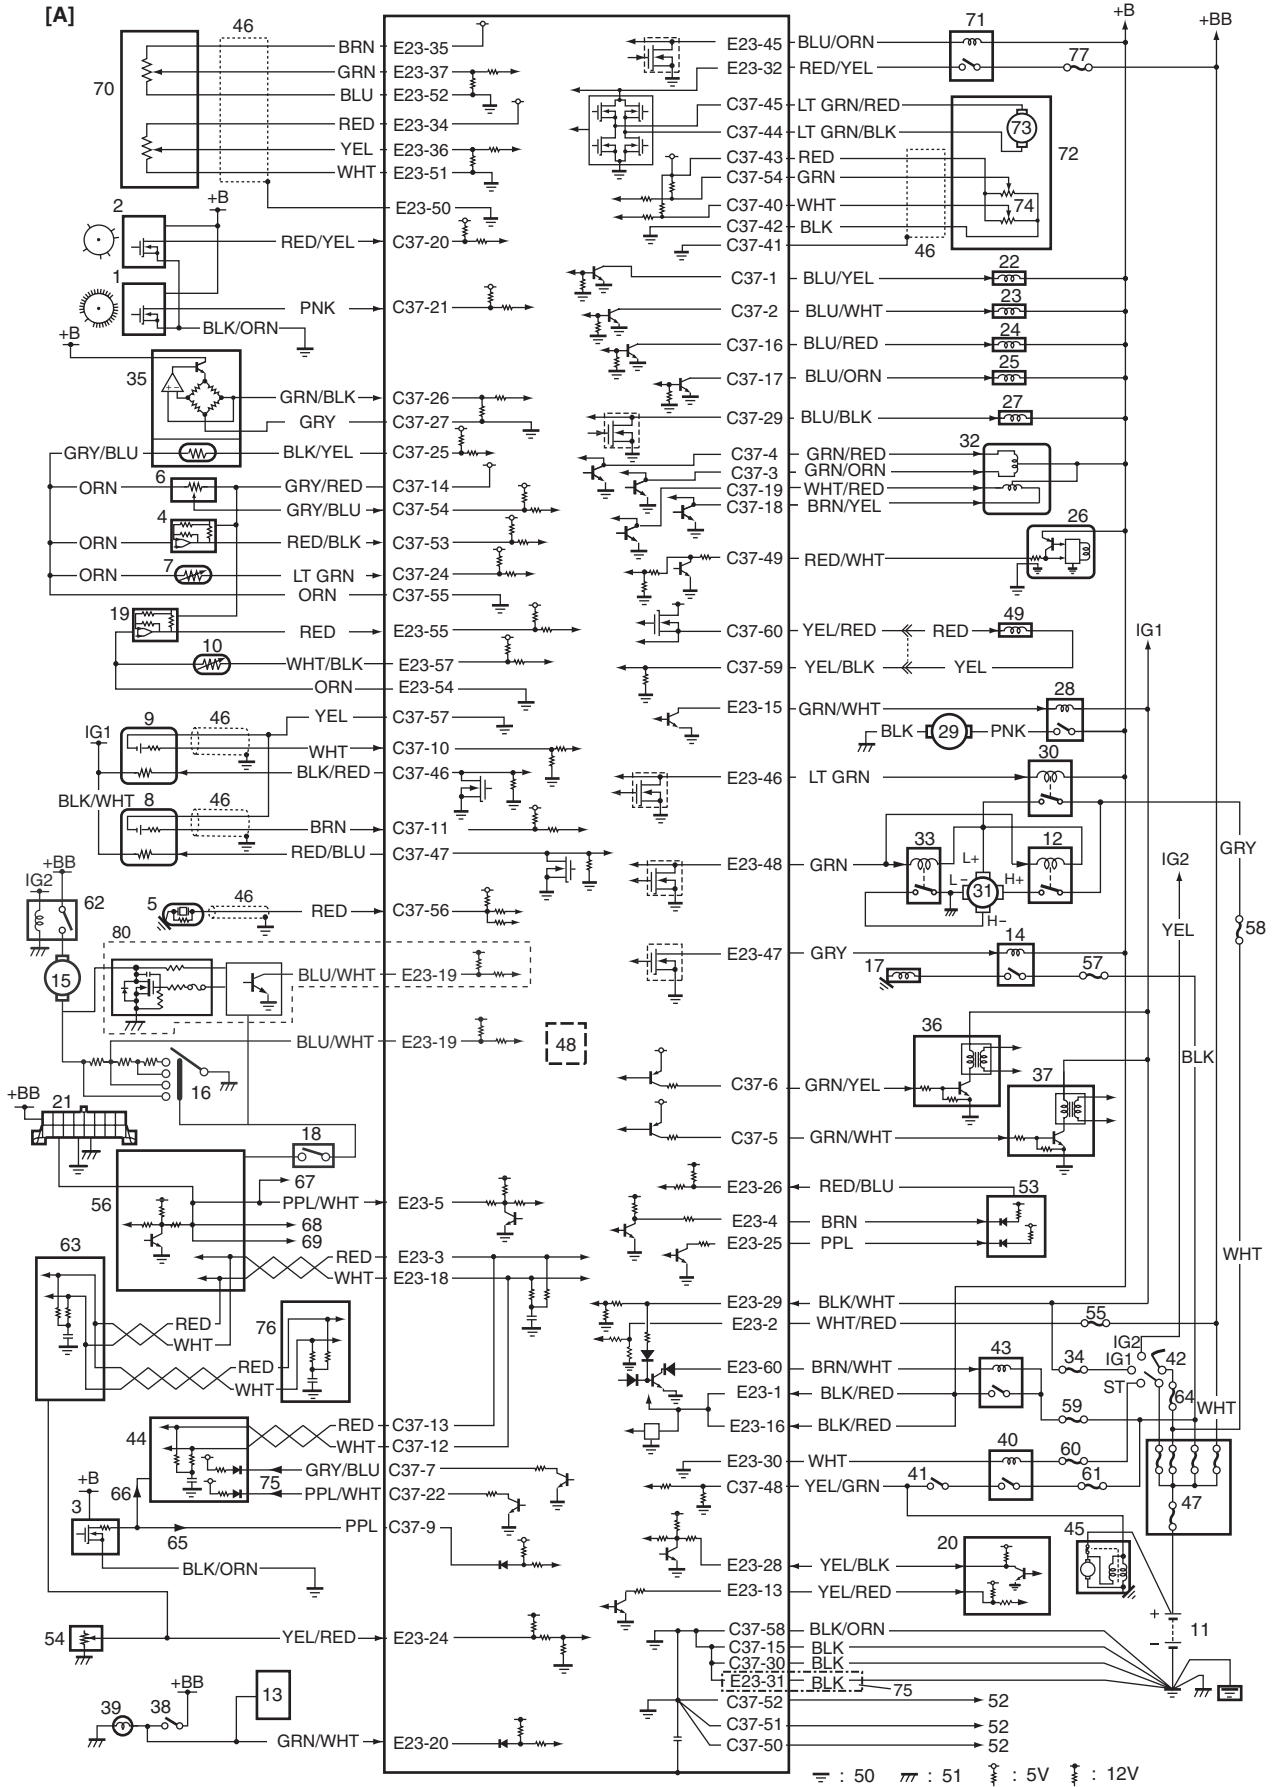 [A]
46
70
BRN E23-35
GRN E23-37
BLU E23-52
RED E23-34
YEL E23-36
WHT E23-51
E23-50
+B
2
RED/YEL C37-20
1
PNK C37-21
BLK/ORN
+B
35
GRN/BLK C37-26
GRY C37-27
GRY/BLU BLK/YEL C37-25
ORN 6 GRY/RED C37-14
GRY/BLU C37-54
4
ORN RED/BLK C37-53
7
ORN LT GRN C37-24
ORN C37-55
19
RED E23-55
10
WHT/BLK E23-57
ORN E23-54
9 46 YEL C37-57
IG1
WHT C37-10
BLK/RED C37-46
BLK/WHT 8 46
BRN C37-11
RED/BLU C37-47
+BB
IG2
62
5 46 RED C37-56
80
15
BLU/WHT E23-19
BLU/WHT E23-19
48
16
+BB
21
18
67
56
PPL/WHT E23-5
68
69
63
RED E23-3
WHT E23-18
RED
WHT
76
RED
WHT
44
RED C37-13
WHT C37-12
GRY/BLU C37-7
75
PPL/WHT C37-22
+B
66
3
65
PPL C37-9
BLK/ORN
54
YEL/RED E23-24
+BB
13
39 38
GRN/WHT E23-20
+B
+BB
71
E23-45 BLU/ORN
E23-32 RED/YEL
77
C37-45 LT GRN/RED
C37-44 LT GRN/BLK
73
72
C37-43 RED
C37-54 GRN
C37-40 WHT
74
C37-42 BLK
C37-41
46
22
C37-1 BLU/YEL
23
C37-2 BLU/WHT
24
C37-16 BLU/RED
25
C37-17 BLU/ORN
27
C37-29 BLU/BLK
32
C37-4 GRN/RED
C37-3 GRN/ORN
C37-19 WHT/RED
C37-18 BRN/YEL
26
C37-49 RED/WHT
49
C37-60 YEL/RED RED
IG1
C37-59 YEL/BLK YEL
28
E23-15 GRN/WHT
BLK 29 PNK
30
E23-46 LT GRN
GRY
33 12
L+
IG2
E23-48 GRN
L- 31 H+
H-
58
YEL
14
E23-47 GRY
17
57
36
BLK
37
C37-6 GRN/YEL
C37-5 GRN/WHT
E23-26 RED/BLU
53
E23-4 BRN
E23-25 PPL
WHT
E23-29 BLK/WHT
E23-2 WHT/RED
55
IG2
34
IG1
42
43
E23-60 BRN/WHT
ST
64
E23-1 BLK/RED
WHT
59
E23-16 BLK/RED
40
E23-30 WHT
60
C37-48 YEL/GRN
41
61
47
20
45
E23-28 YEL/BLK
E23-13 YEL/RED
+
11
−
C37-58 BLK/ORN
C37-15 BLK
C37-30 BLK
E23-31 BLK
75
C37-52 52
C37-51 52
C37-50 52
: 50 : 51 : 5V : 12V